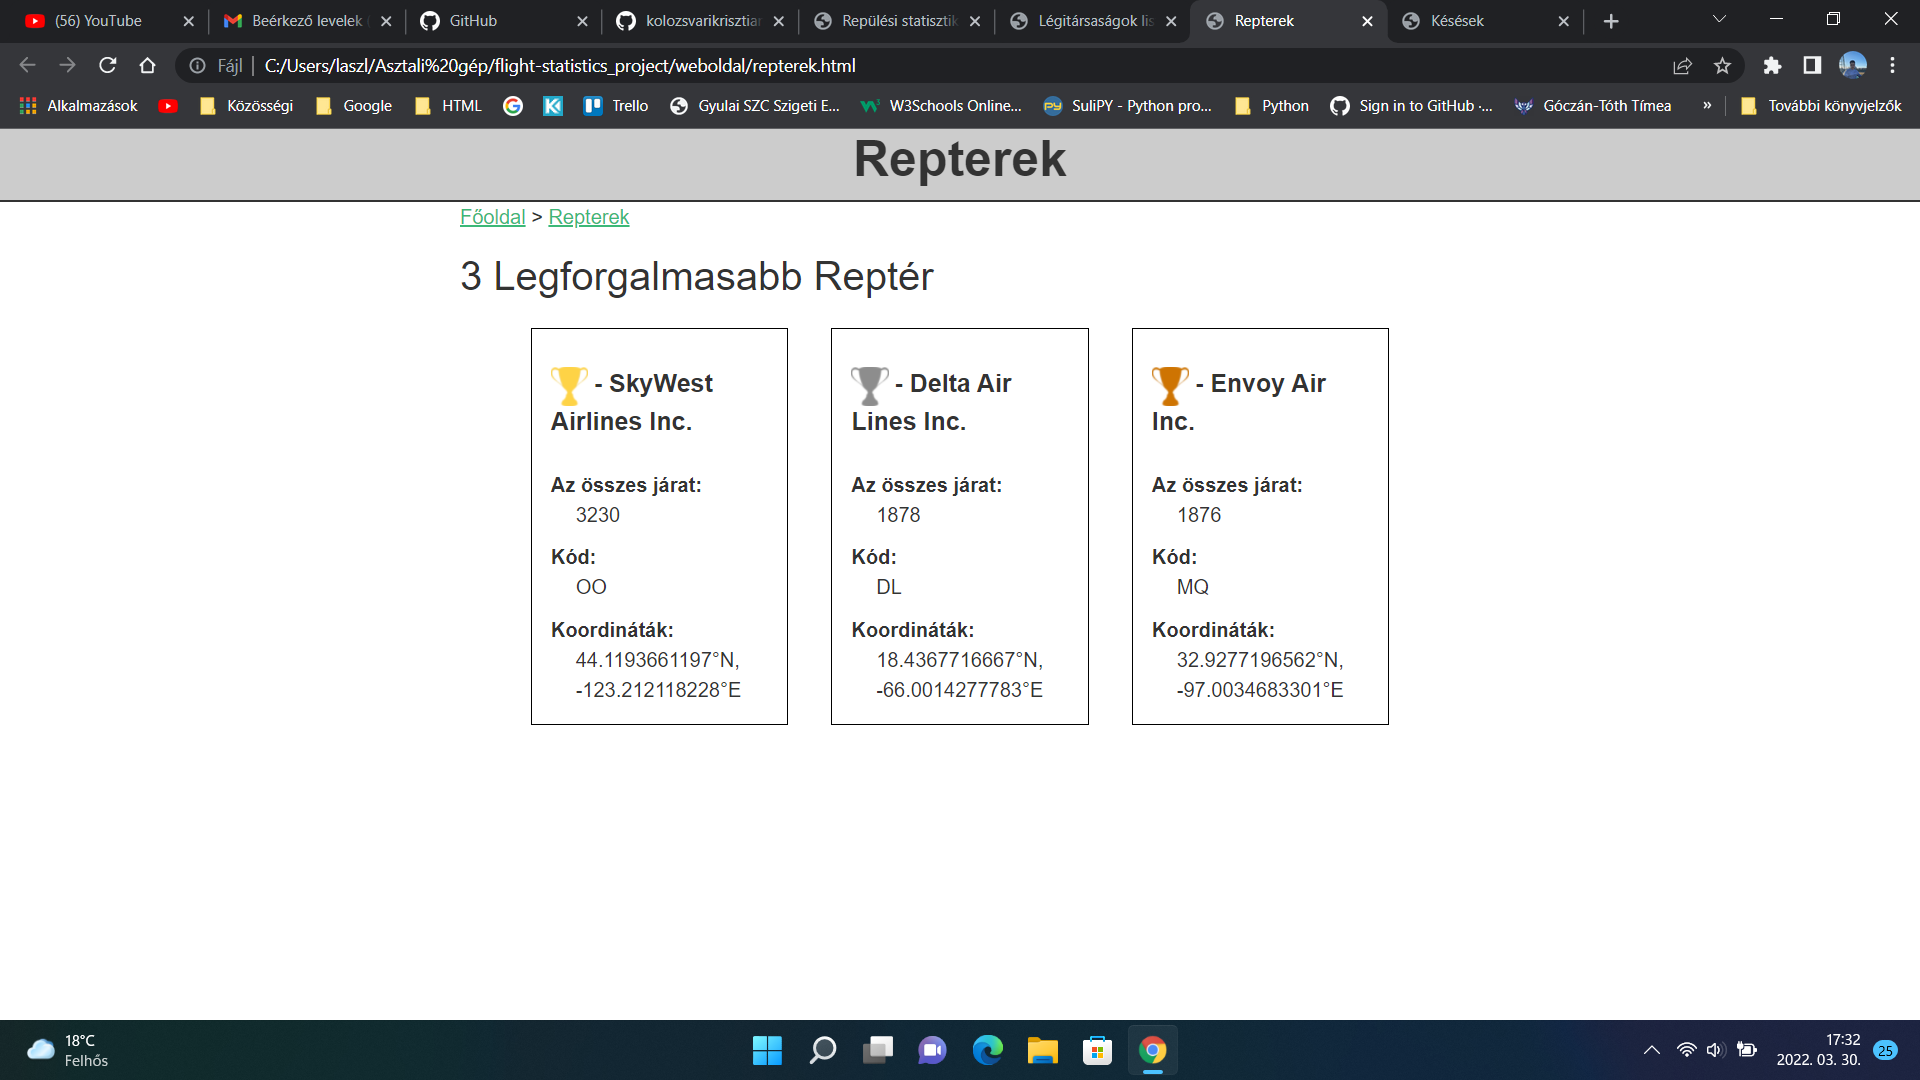 (56) YouTube
Beérkező levelek
GitHub
kolozsvarikrisztian
Repülési statisztik
Légitársaságok lis
Repterek
Késések
Fájl
C:/Users/laszl/Asztali%20gép/flight-statistics_project/weboldal/repterek.html
Alkalmazások
Közösségi
Google
HTML
Trello
Gyulai SZC Szigeti E...
W3Schools Online...
SuliPY - Python pro...
Python
Sign in to GitHub ·...
Góczán-Tóth Tímea
»
További könyvjelzők
Repterek
Főoldal > Repterek
3 Legforgalmasabb Reptér
- SkyWest
Airlines Inc.
Az összes járat:
3230
Kód:
OO
Koordináták:
44.1193661197°N,
-123.212118228°E
- Delta Air
Lines Inc.
Az összes járat:
1878
Kód:
DL
Koordináták:
18.4367716667°N,
-66.0014277783°E
- Envoy Air
Inc.
Az összes járat:
1876
Kód:
MQ
Koordináták:
32.9277196562°N,
-97.0034683301°E
18°C
Felhős
17:32
2022. 03. 30.
25